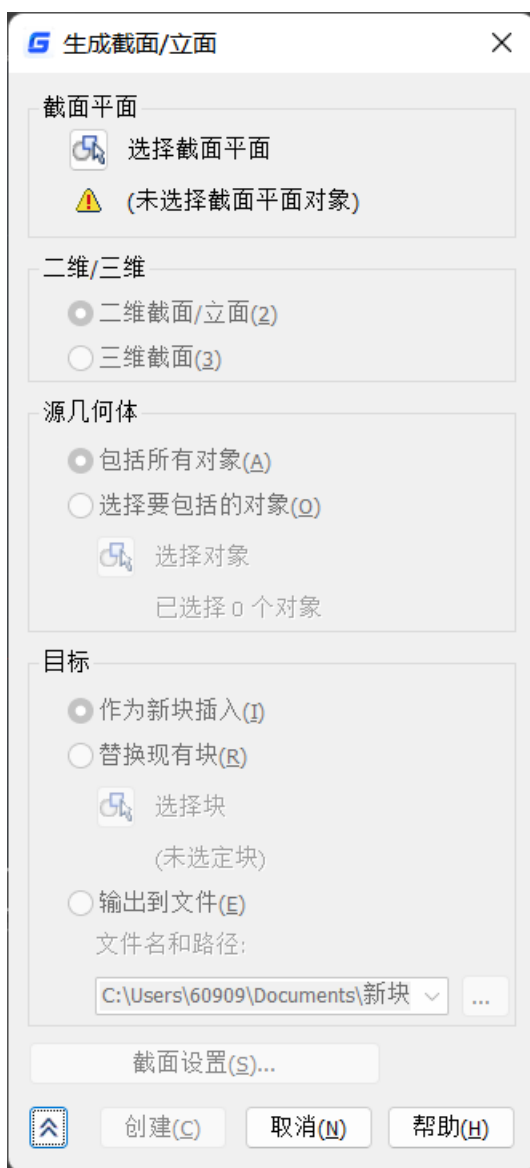 生成截面/立面
截面平面
选择截面平面
(未选择截面平面对象)
二维/三维
二维截面/立面(2)
三维截面(3)
源几何体
包括所有对象(A)
选择要包括的对象(O)
选择对象
已选择 0 个对象
目标
作为新块插入(I)
替换现有块(R)
选择块
(未选定块)
输出到文件(E)
文件名和路径:
C:\Users\60909\Documents\新块
...
截面设置(S)...
创建(C) 取消(N) 帮助(H)